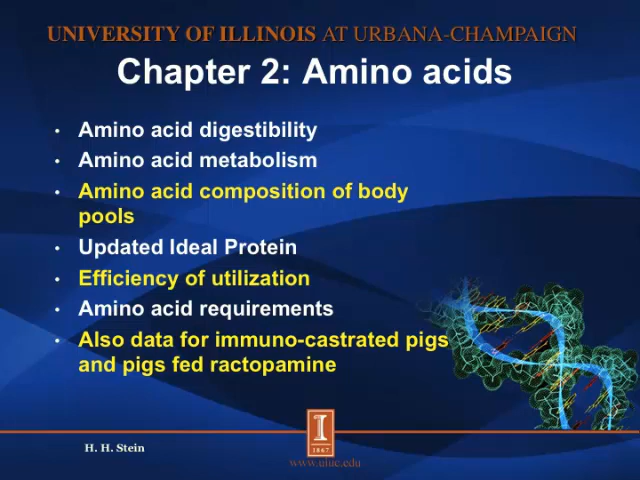 UNIVERSITY OF ILLINOIS AT URBANA-CHAMPAIGN
Chapter 2: Amino acids
• Amino acid digestibility
• Amino acid metabolism
• Amino acid composition of body
pools
• Updated Ideal Protein
• Efficiency of utilization
• Amino acid requirements
• Also data for immuno-castrated pigs
and pigs fed ractopamine
I
1867
H. H. Stein
www.uiuc.edu